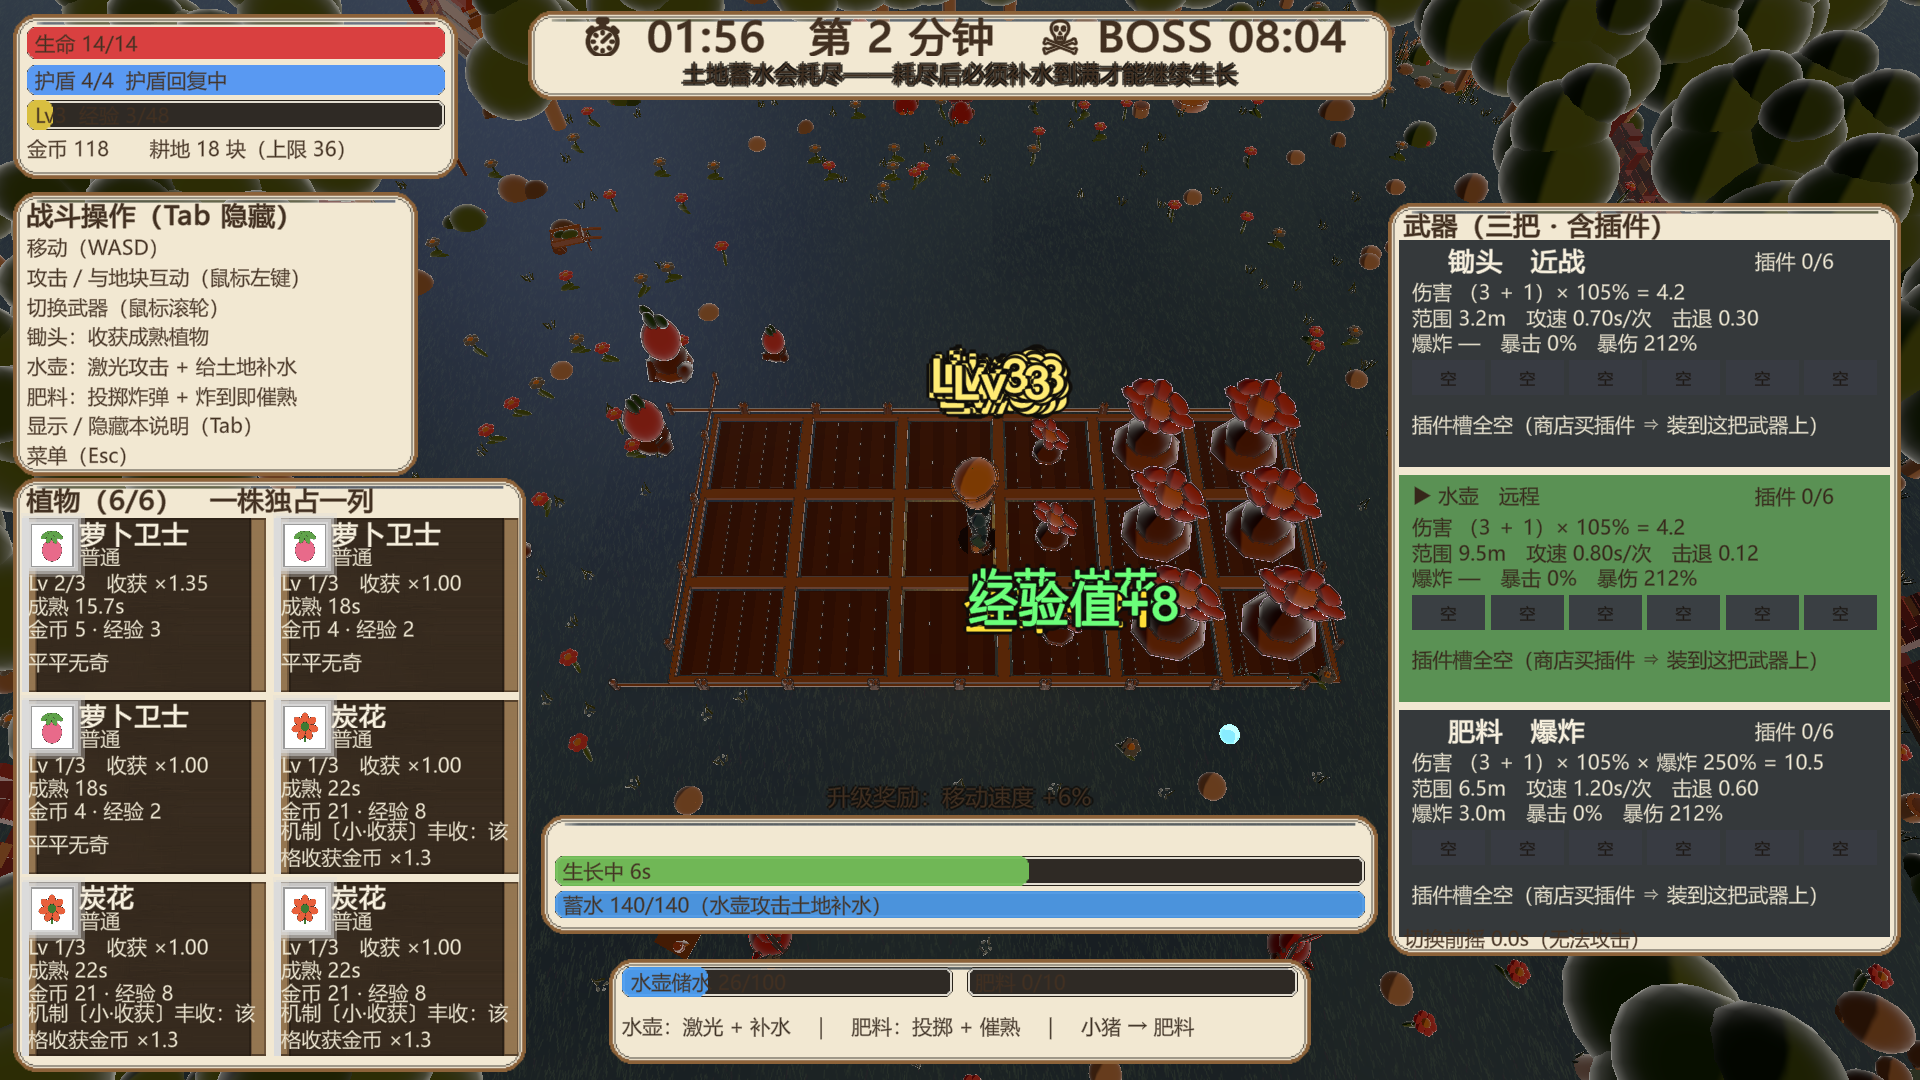 生命 14/14
护盾 4/4 护盾回复中
Lv3 经验 3/48
金币 118 耕地 18 块（上限 36）
01:56 第 2 分钟 BOSS 08:04
土地蓄水会耗尽——耗尽后必须补水到满才能继续生长
战斗操作（Tab 隐藏）
移动（WASD）
攻击 / 与地块互动（鼠标左键）
切换武器（鼠标滚轮）
锄头：收获成熟植物
水壶：激光攻击 + 给土地补水
肥料：投掷炸弹 + 炸到即催熟
显示 / 隐藏本说明（Tab）
菜单（Esc）
植物（6/6） 一株独占一列
萝卜卫士
普通
Lv 2/3 收获 ×1.35
成熟 15.7s
金币 5 · 经验 3
平平无奇
萝卜卫士
普通
Lv 1/3 收获 ×1.00
成熟 18s
金币 4 · 经验 2
平平无奇
萝卜卫士
普通
Lv 1/3 收获 ×1.00
成熟 18s
金币 4 · 经验 2
平平无奇
炭花
普通
Lv 1/3 收获 ×1.00
成熟 22s
金币 21 · 经验 8
机制〔小·收获〕丰收：该
格收获金币 ×1.3
炭花
普通
Lv 1/3 收获 ×1.00
成熟 22s
金币 21 · 经验 8
机制〔小·收获〕丰收：该
格收获金币 ×1.3
炭花
普通
Lv 1/3 收获 ×1.00
成熟 22s
金币 21 · 经验 8
机制〔小·收获〕丰收：该
格收获金币 ×1.3
经验值+8
升级奖励：移动速度 +6%
生长中 6s
蓄水 140/140（水壶攻击土地补水）
水壶储水 26/100
肥料 0/10
水壶：激光 + 补水 | 肥料：投掷 + 催熟 | 小猪 → 肥料
武器（三把 · 含插件）
锄头 近战 插件 0/6
伤害 （3 + 1）× 105% = 4.2
范围 3.2m 攻速 0.70s/次 击退 0.30
爆炸 — 暴击 0% 暴伤 212%
空 空 空 空 空 空
插件槽全空（商店买插件 ⇒ 装到这把武器上）
▶ 水壶 远程 插件 0/6
伤害 （3 + 1）× 105% = 4.2
范围 9.5m 攻速 0.80s/次 击退 0.12
爆炸 — 暴击 0% 暴伤 212%
空 空 空 空 空 空
插件槽全空（商店买插件 ⇒ 装到这把武器上）
肥料 爆炸 插件 0/6
伤害 （3 + 1）× 105% × 爆炸 250% = 10.5
范围 6.5m 攻速 1.20s/次 击退 0.60
爆炸 3.0m 暴击 0% 暴伤 212%
空 空 空 空 空 空
插件槽全空（商店买插件 ⇒ 装到这把武器上）
切换前摇 0.0s（无法攻击）